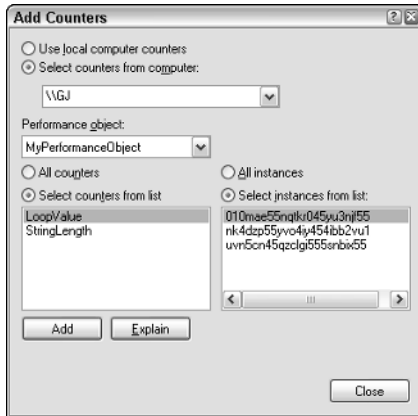 Add Counters
Use local computer counters
Select counters from computer:
\\GJ
Performance object:
MyPerformanceObject
All counters
All instances
Select counters from list
Select instances from list:
LoopValue
StringLength
010mae55nqtkr045yu3njf55
nk4dzp55yvo4iy454ibb2vu1
uvn5cn45qzclgi555snbix55
Add
Explain
Close